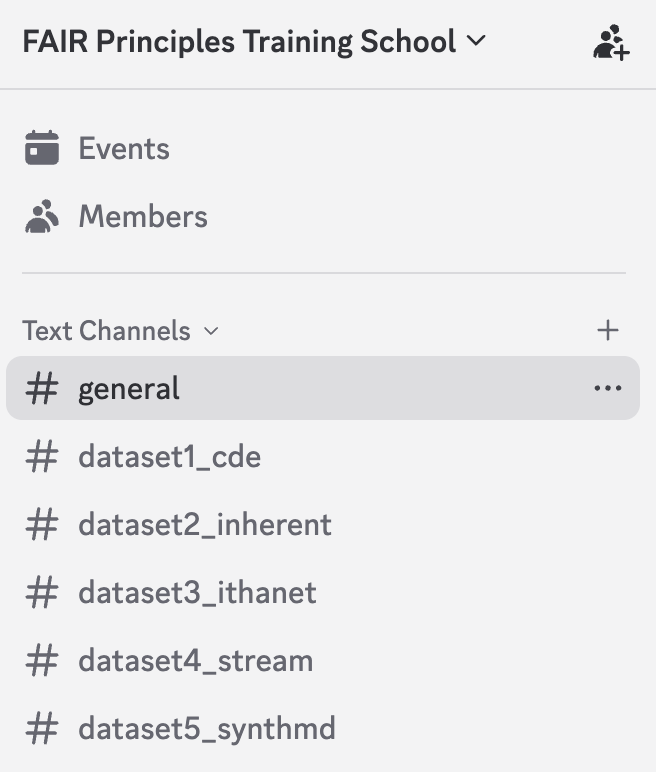 FAIR Principles Training School
Events
Members
Text Channels
# general
# dataset1_cde
# dataset2_inherent
# dataset3_ithanet
# dataset4_stream
# dataset5_synthmd